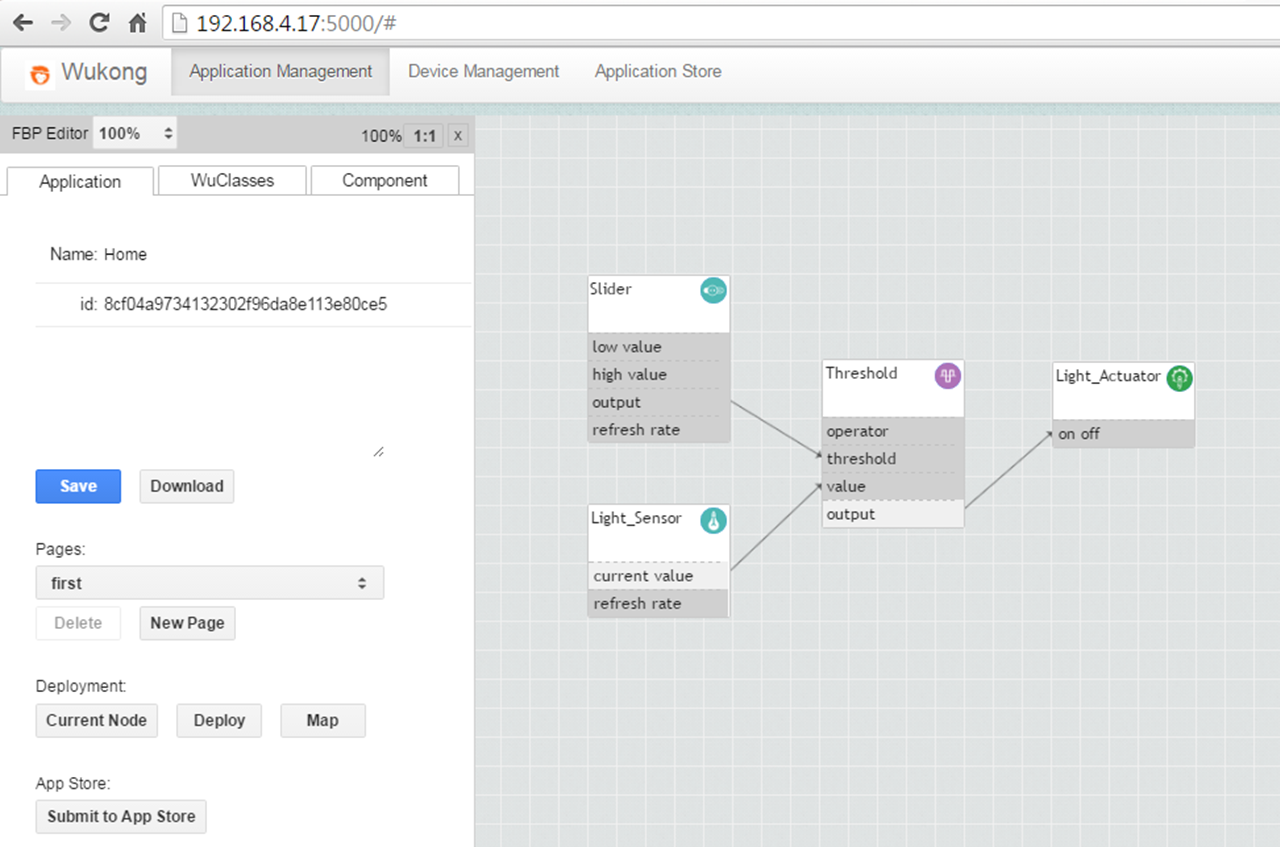 192.168.4.17:5000/#
Wukong Application Management Device Management Application Store
FBP Editor 100% 100% 1:1 x
Application WuClasses Component
Name: Home
id: 8cf04a9734132302f96da8e113e80ce5
Save Download
Pages:
first
Delete New Page
Deployment:
Current Node Deploy Map
App Store:
Submit to App Store
Slider
low value
high value
output
refresh rate
Light_Sensor
current value
refresh rate
Threshold
operator
threshold
value
output
Light_Actuator
on off